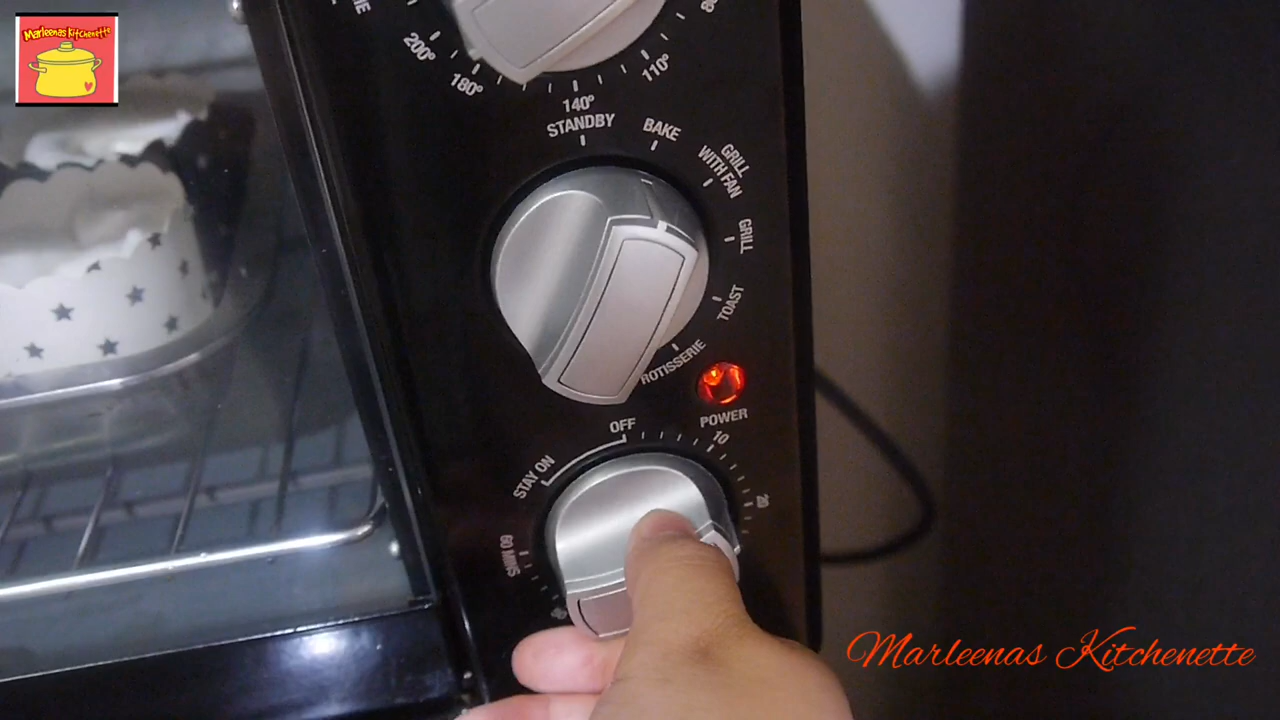 Marleenas Kitchenette
200°
180°
140°
110°
STANDBY
BAKE
GRILL
WITH FAN
GRILL
TOAST
ROTISSERIE
POWER
OFF
STAY ON
10
20
60 MINS
Marleenas Kitchenette